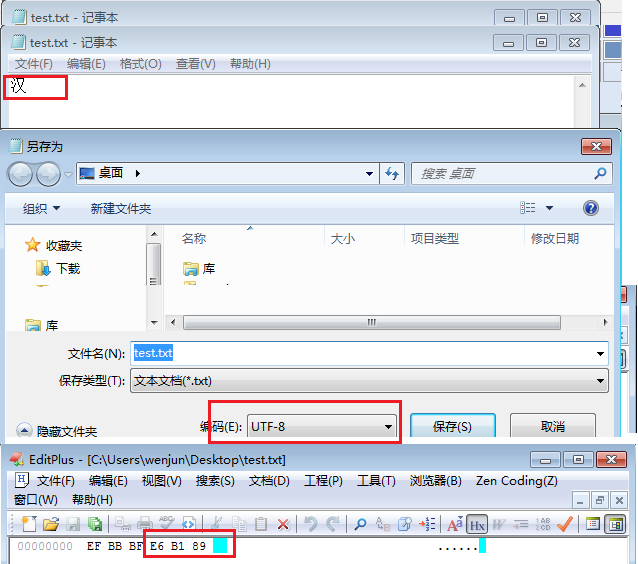 test.txt - 记事本
test.txt - 记事本
文件(F) 编辑(E) 格式(O) 查看(V) 帮助(H)
汉
另存为
桌面
搜索 桌面
组织 新建文件夹
名称 大小 项目类型 修改日期
收藏夹
下载
库
库
文件名(N): test.txt
保存类型(T): 文本文档(*.txt)
隐藏文件夹 编码(E): UTF-8 保存(S) 取消
EditPlus - [C:\Users\wenjun\Desktop\test.txt]
文件(F) 编辑(E) 视图(V) 搜索(S) 文档(D) 工程(P) 工具(T) 浏览器(B) Zen Coding(Z)
窗口(W) 帮助(H)
00000000 EF BB BF E6 B1 89 ......